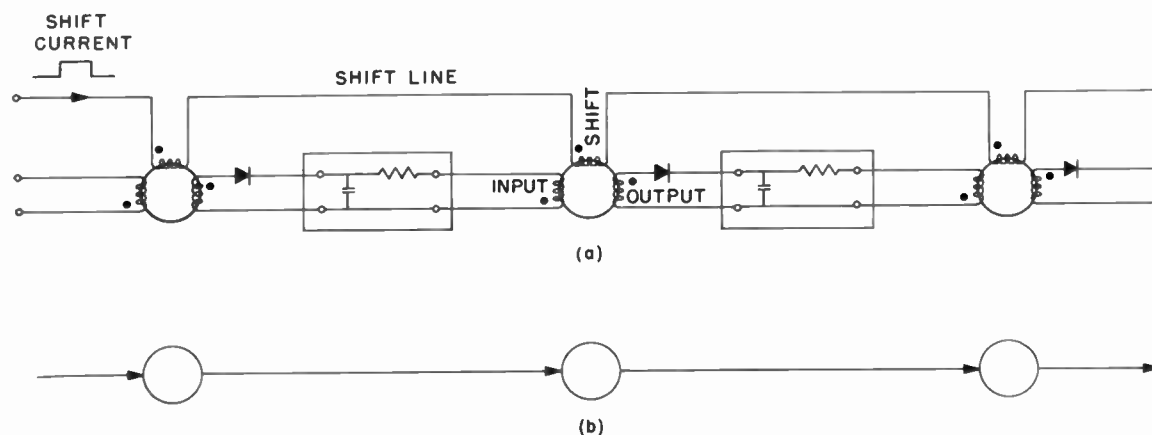 SHIFT
CURRENT
SHIFT LINE
SHIFT
INPUT
OUTPUT
(a)
(b)